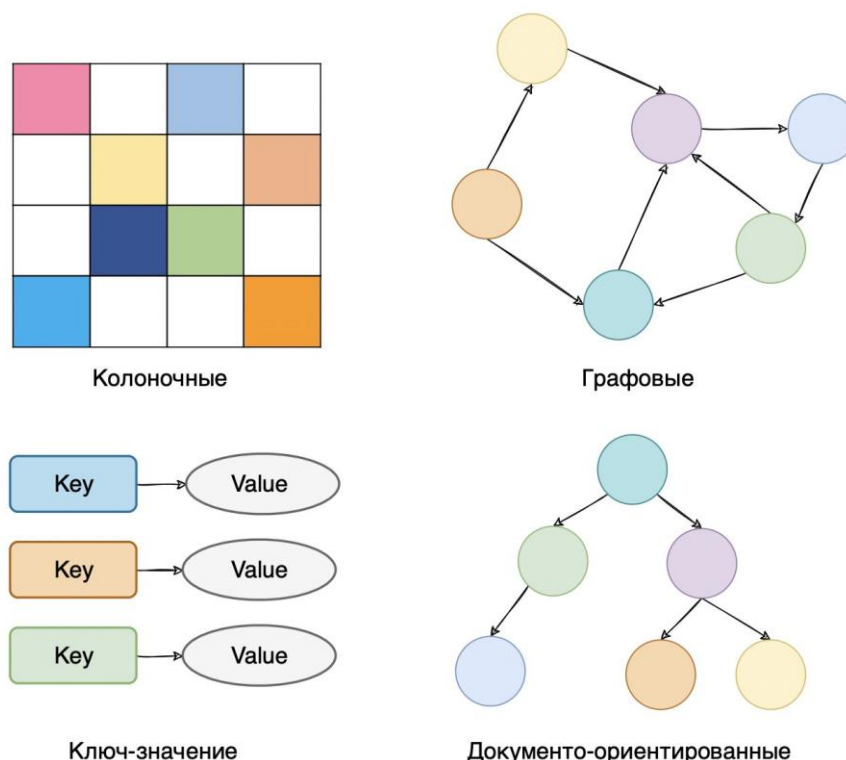 Колоночные
Графовые
Key
Value
Key
Value
Key
Value
Ключ-значение
Документо-ориентированные